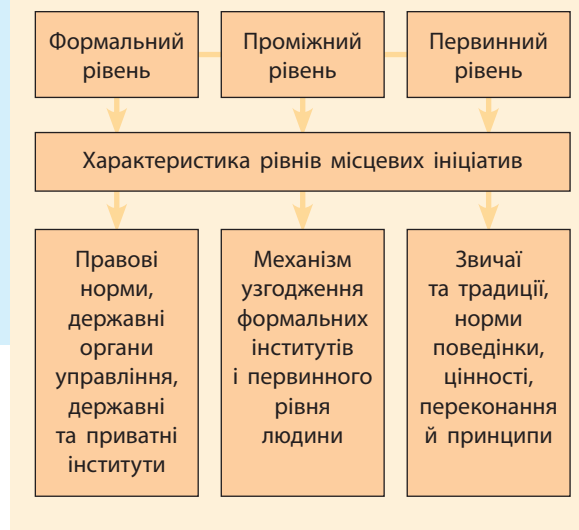 Формальний
рівень
Проміжний
рівень
Первинний
рівень
Характеристика рівнів місцевих ініціатив
Правові
норми,
державні
органи
управління,
державні
та приватні
інститути
Механізм
узгодження
формальних
інститутів
і первинного
рівня
людини
Звичаї
та традиції,
норми
поведінки,
цінності,
переконання
й принципи